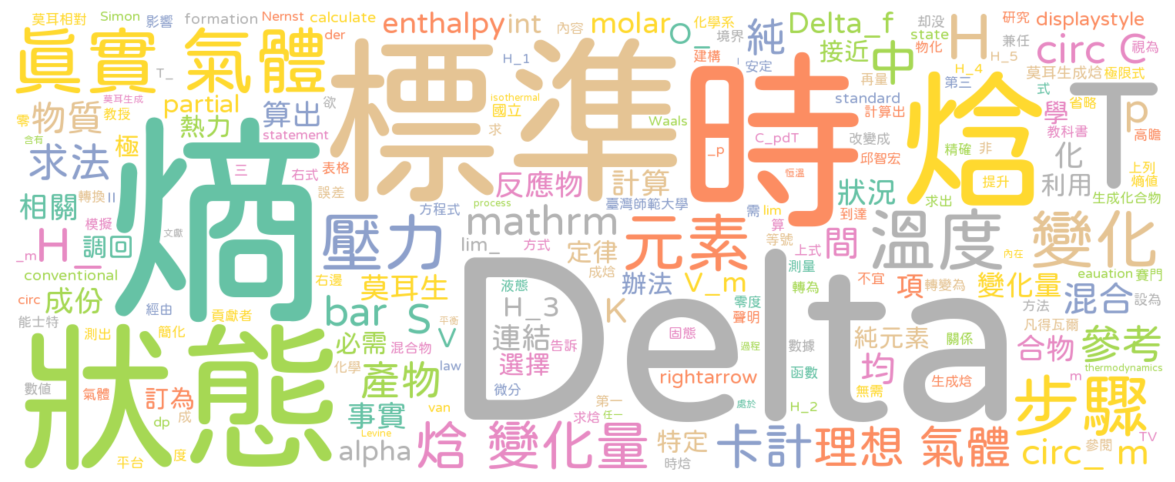 莫耳相對 Simon 影響 formation Nernst calculate enthalpy int 內容 molar 化學系 o_ 境界 純 Delta_f 却没 state 物化 研究 兼任 displaystyle
眞實 氣體 T_ der H_1 建構 安定 接近 中 再量 H H_4 H_5 第三 circ C 視為
標準 時 焓 T
莫耳生成焓 極限式 式 省略
零 含有 物質 莫耳生成 教授 partial 算出 熱力 isothermal 國立 欲 求 statement Waals standard 計算出 C_pdT _p 改變成 精確 非 學 教科書 p 高瞻
求法 極 三 右式 表格 反應物 計算 恒溫 邱智宏 狀況 提升 化 利用 上列 熵值
熵 相關 轉換 II 模擬 誤差 方程式 process mathrm 臺灣師範大學 需 lim 算 到達 求出 生成化合物
H_ 調回 壓力 lim_ 方式 定律 元素 等號 上式 間 溫度 變化
_m 文獻 conventional 成份 右邊 成焓 莫耳生 辦法 V_m 測量 轉為 不宜 項 轉變為 內在 變化量 eauation 賽門 混合 方法 設為
circ 能士特 經由 貢獻者 bar S 液態 H_3 K 零度 聲明 凡得瓦爾
狀態 測出 簡化 必需 混合物 V 平衡 連結 告訴 固態 Delta 數據 純元素 關係 合物 參考
數値 氣體 訂為 成 化學 產物 law 選擇 微分 rightarrow 函數 均 無需 生成焓 m thermodynamics
dp 事實 van 求焓 第一 任一 過程 處於 H_2 步驟
平台 度 alpha Levine 焓 變化量 特定 時焓 卡計 理想 氣體 circ_ m 參閱 TV